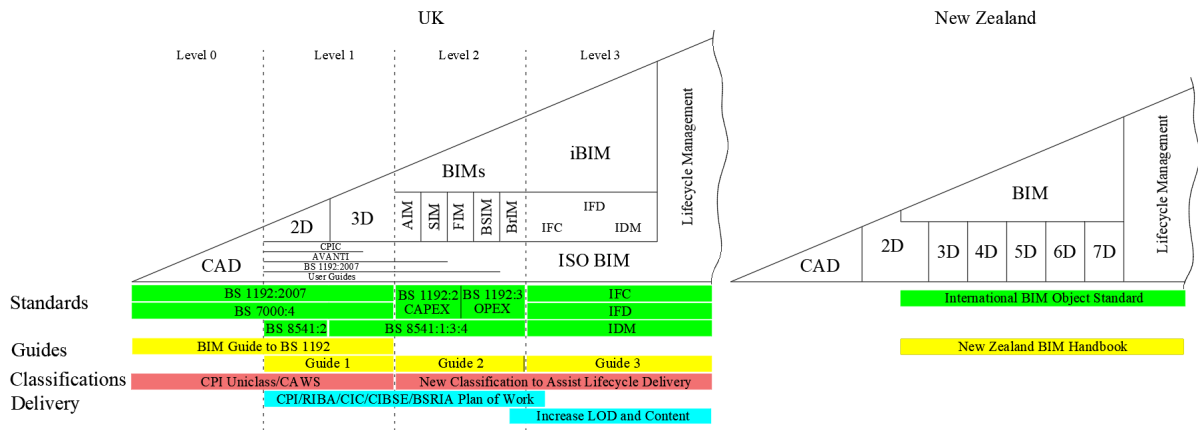 UK
New Zealand
Level 0
Level 1
Level 2
Level 3
CAD
2D
3D
BIMs
AIM
SIM
FIM
BSIM
BrIM
iBIM
IFD
IFC
IDM
ISO BIM
Lifecycle Management
CPIC
AVANTI
BS 1192:2007
User Guides
CAD
2D
BIM
3D
4D
5D
6D
7D
Lifecycle Management
Standards
BS 1192:2007
BS 1192:2
CAPEX
BS 1192:3
OPEX
IFC
BS 7000:4
IFD
BS 8541:2
BS 8541:1:3:4
IDM
International BIM Object Standard
Guides
BIM Guide to BS 1192
Guide 1
Guide 2
Guide 3
New Zealand BIM Handbook
Classifications
CPI Uniclass/CAWS
New Classification to Assist Lifecycle Delivery
Delivery
CPI/RIBA/CIC/CIBSE/BSRIA Plan of Work
Increase LOD and Content